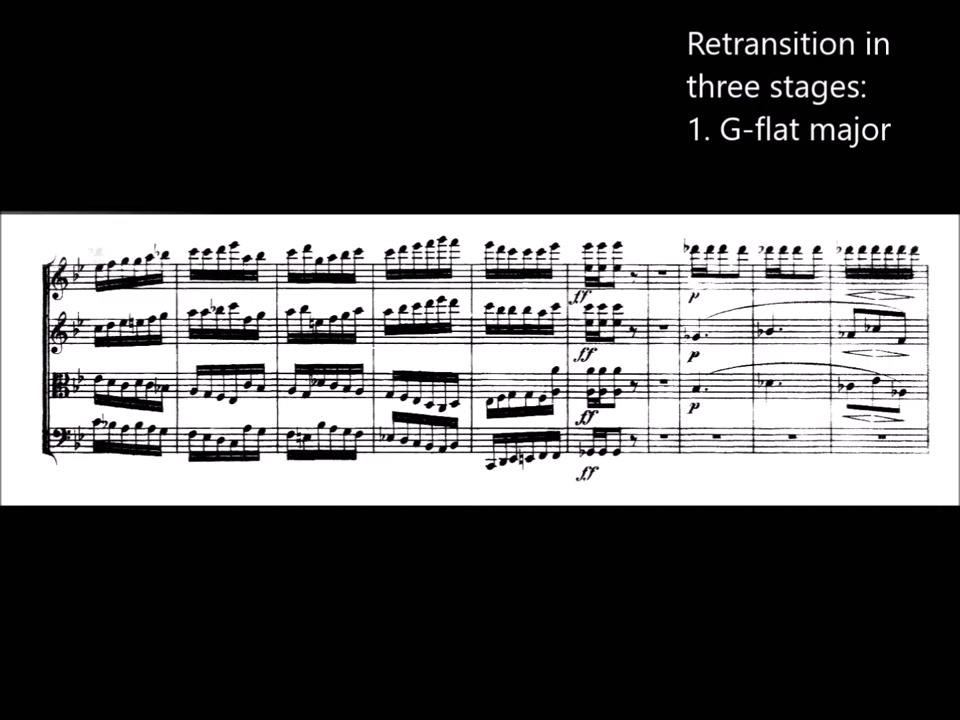 Retransition in
three stages:
1. G-flat major
ff
p
ff
p
ff
p
ff